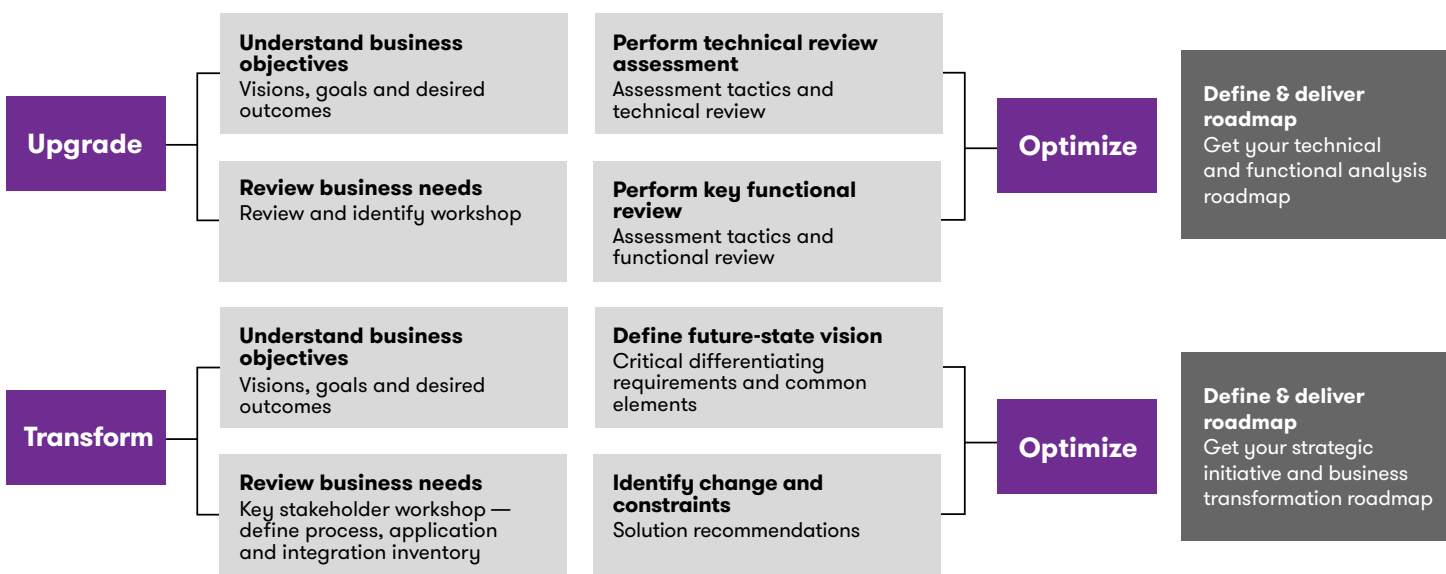 Upgrade
Understand business
objectives
Visions, goals and desired
outcomes
Review business needs
Review and identify workshop
Perform technical review
assessment
Assessment tactics and
technical review
Perform key functional
review
Assessment tactics and
functional review
Optimize
Define & deliver
roadmap
Get your technical
and functional analysis
roadmap
Transform
Understand business
objectives
Visions, goals and desired
outcomes
Review business needs
Key stakeholder workshop —
define process, application
and integration inventory
Define future-state vision
Critical differentiating
requirements and common
elements
Identify change and
constraints
Solution recommendations
Optimize
Define & deliver
roadmap
Get your strategic
initiative and business
transformation roadmap